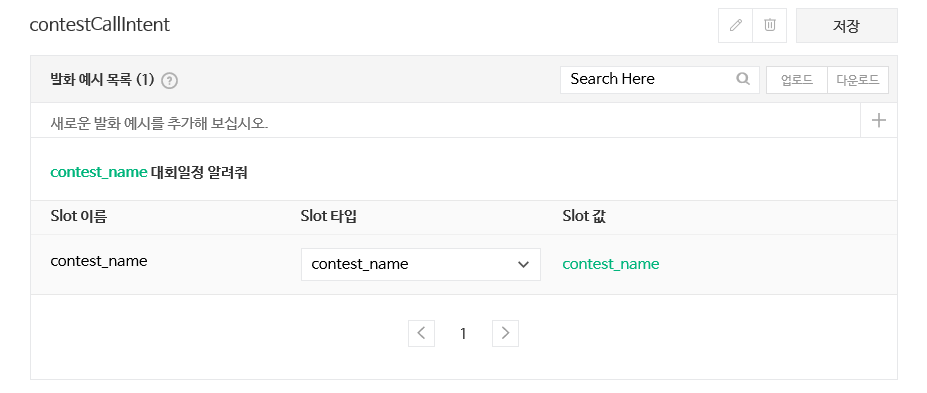 contestCallIntent
저장
발화 예시 목록 (1) ?
Search Here
업로드
다운로드
새로운 발화 예시를 추가해 보십시오.
contest_name 대회일정 알려줘
Slot 이름 Slot 타입 Slot 값
contest_name contest_name contest_name
1